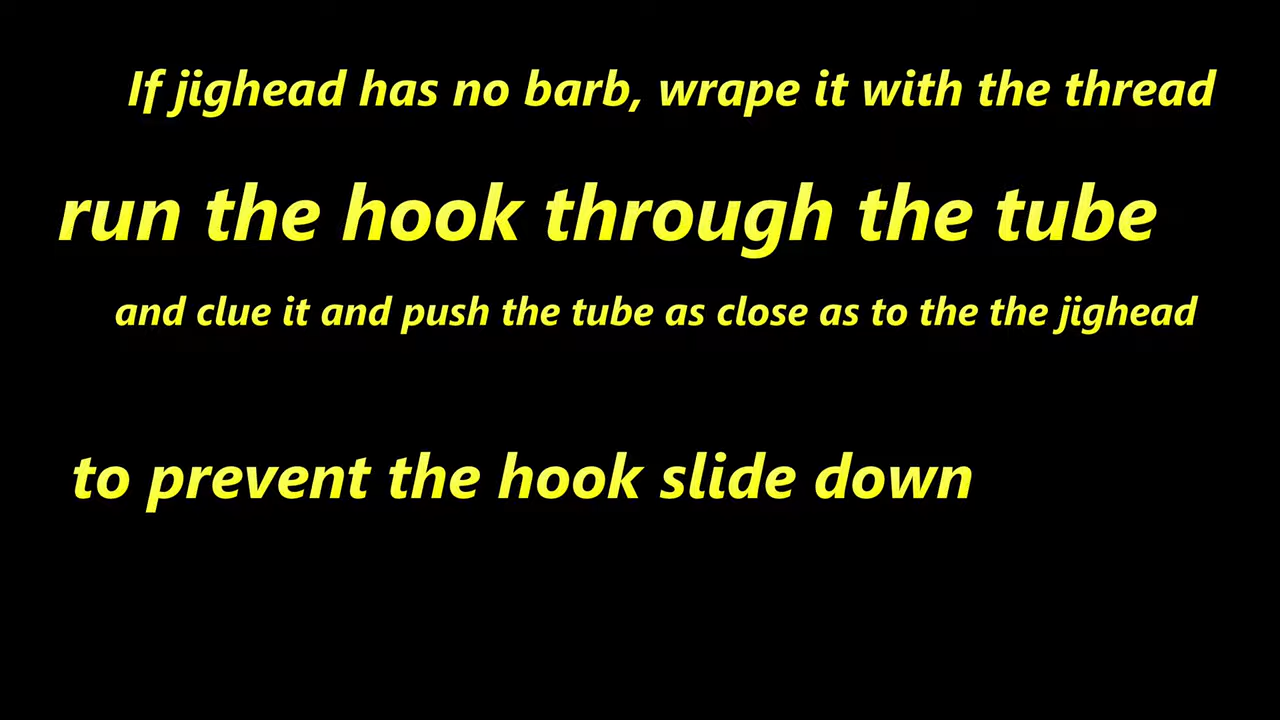 If jighead has no barb, wrape it with the thread
run the hook through the tube
and clue it and push the tube as close as to the the jighead
to prevent the hook slide down